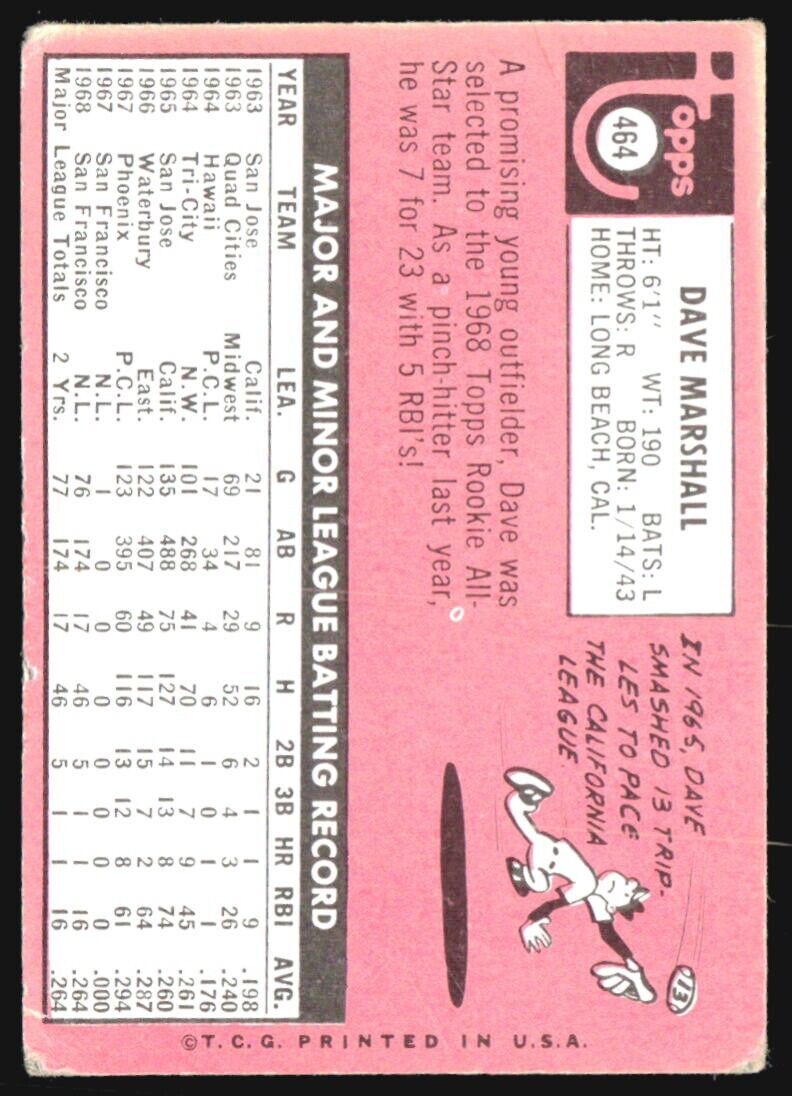 Topps
464
DAVE MARSHALL
HT: 6'1" WT: 190 BATS: L
THROWS: R BORN: 1/14/43
HOME: LONG BEACH, CAL.
A promising young outfielder, Dave was
selected to the 1968 Topps Rookie All-
Star team. As a pinch-hitter last year,
he was 7 for 23 with 5 RBI's!
IN 1965, DAVE
SMASHED 13 TRIP-
LES TO PACE
THE CALIFORNIA
LEAGUE
13
MAJOR AND MINOR LEAGUE BATTING RECORD
YEAR TEAM LEA. G AB R H 2B 3B HR RBI AVG.
1963 San Jose Calif. 21 81 9 16 2 1 1 9 .198
1963 Quad Cities Midwest 69 217 29 52 6 4 3 26 .240
1964 Hawaii P.C.L. 17 34 4 6 1 0 1 1 .176
1964 Tri-City N.W. 101 268 41 70 11 7 9 45 .261
1965 San Jose Calif. 135 488 75 127 14 13 8 74 .260
1966 Waterbury East. 122 407 49 117 15 7 2 64 .287
1967 Phoenix P.C.L. 123 395 60 116 13 12 8 61 .294
1967 San Francisco N.L. 1 0 0 0 0 0 0 0 .000
1968 San Francisco N.L. 76 174 17 46 5 1 1 16 .264
Major League Totals 2 Yrs. 77 174 17 46 5 1 1 16 .264
©T.C.G. PRINTED IN U.S.A.